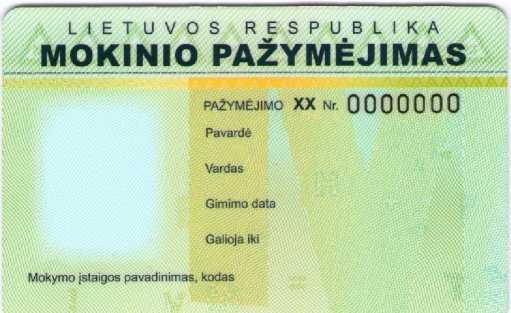 LIETUVOS RESPUBLIKA
MOKINIO PAŽYMĖJIMAS
PAŽYMĖJIMO XX Nr. 0000000
Pavardė
Vardas
Gimimo data
Galioja iki
Mokymo įstaigos pavadinimas, kodas